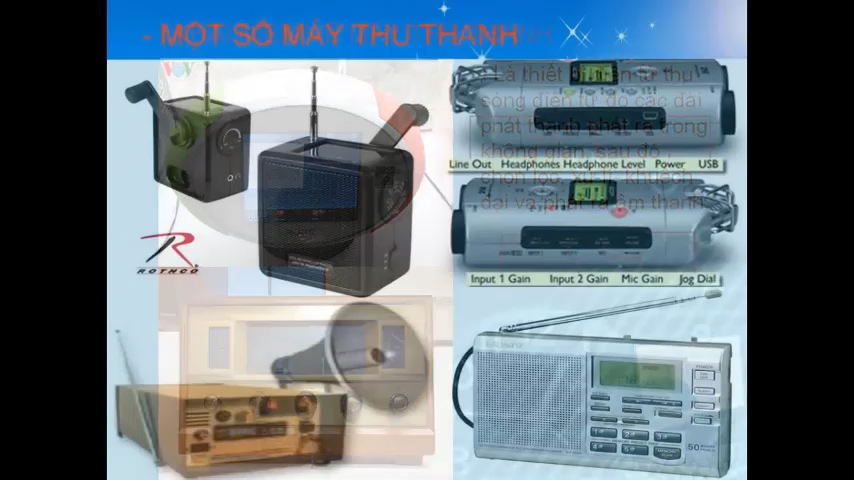 - MỘT SỐ MÁY THU THANH
VOV
Là thiết bị điện tử thu
sóng điện từ do các đài
phát thanh phát ra trong
không gian, sau đó
chọn lọc, xử lí, khuếch
đại và phát ra âm thanh
Line Out Headphones Headphone Level Power USB
R
ROTHCO
Input 1 Gain Input 2 Gain Mic Gain Jog Dial
50